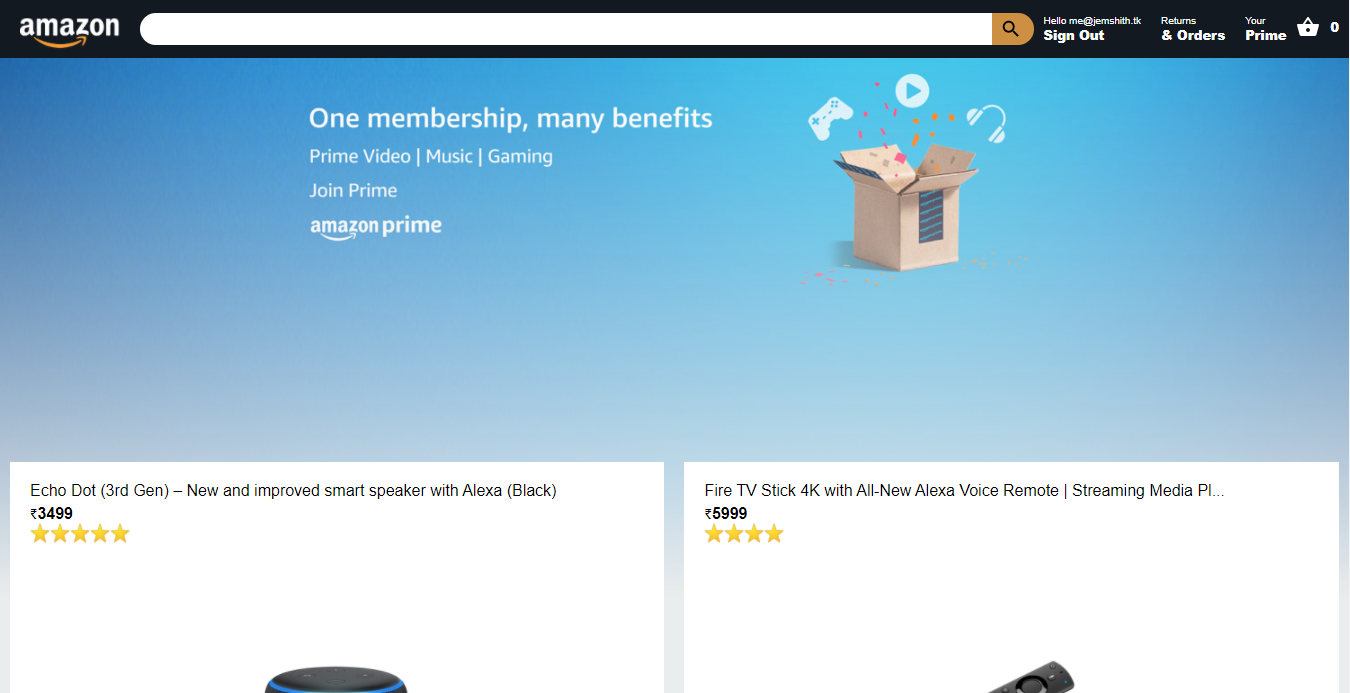 amazon
Hello me@jemshith.tk
Sign Out
Returns
& Orders
Your
Prime
0
One membership, many benefits
Prime Video | Music | Gaming
Join Prime
amazon prime
Echo Dot (3rd Gen) – New and improved smart speaker with Alexa (Black)
₹3499
Fire TV Stick 4K with All-New Alexa Voice Remote | Streaming Media Pl...
₹5999